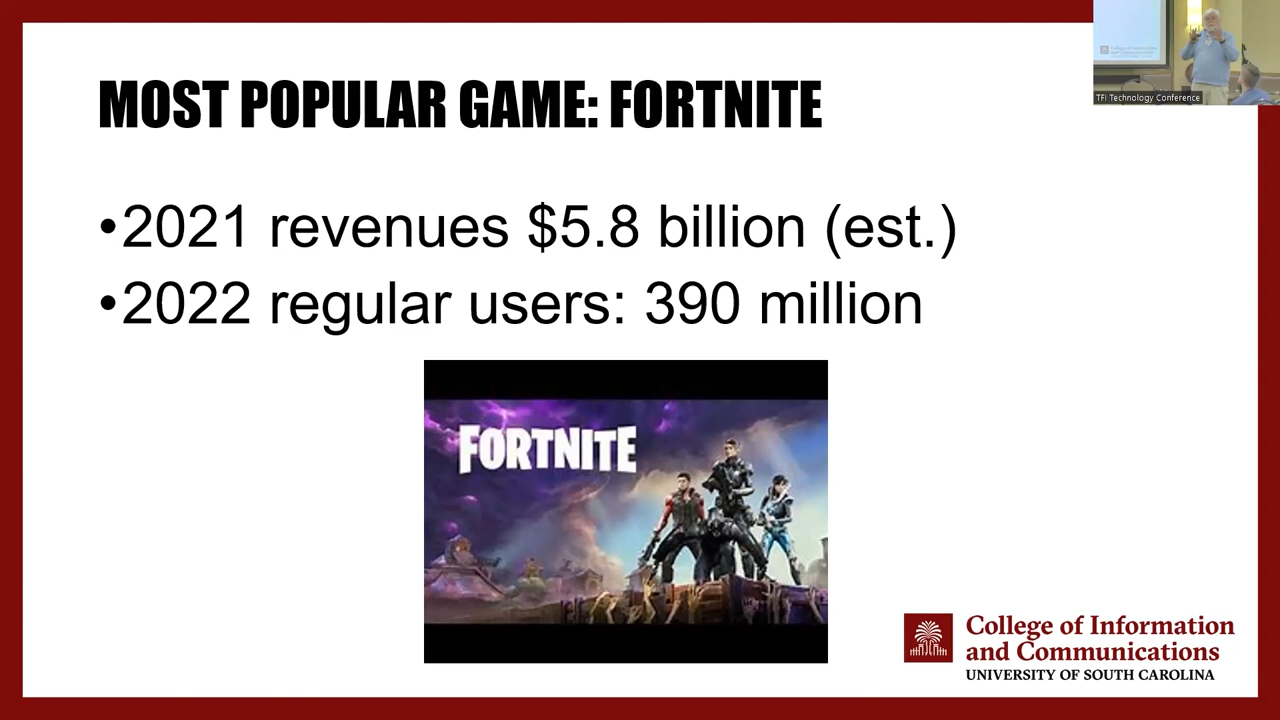 MOST POPULAR GAME: FORTNITE
TFI Technology Conference
•2021 revenues $5.8 billion (est.)
•2022 regular users: 390 million
FORTNITE
College of Information
and Communications
UNIVERSITY OF SOUTH CAROLINA